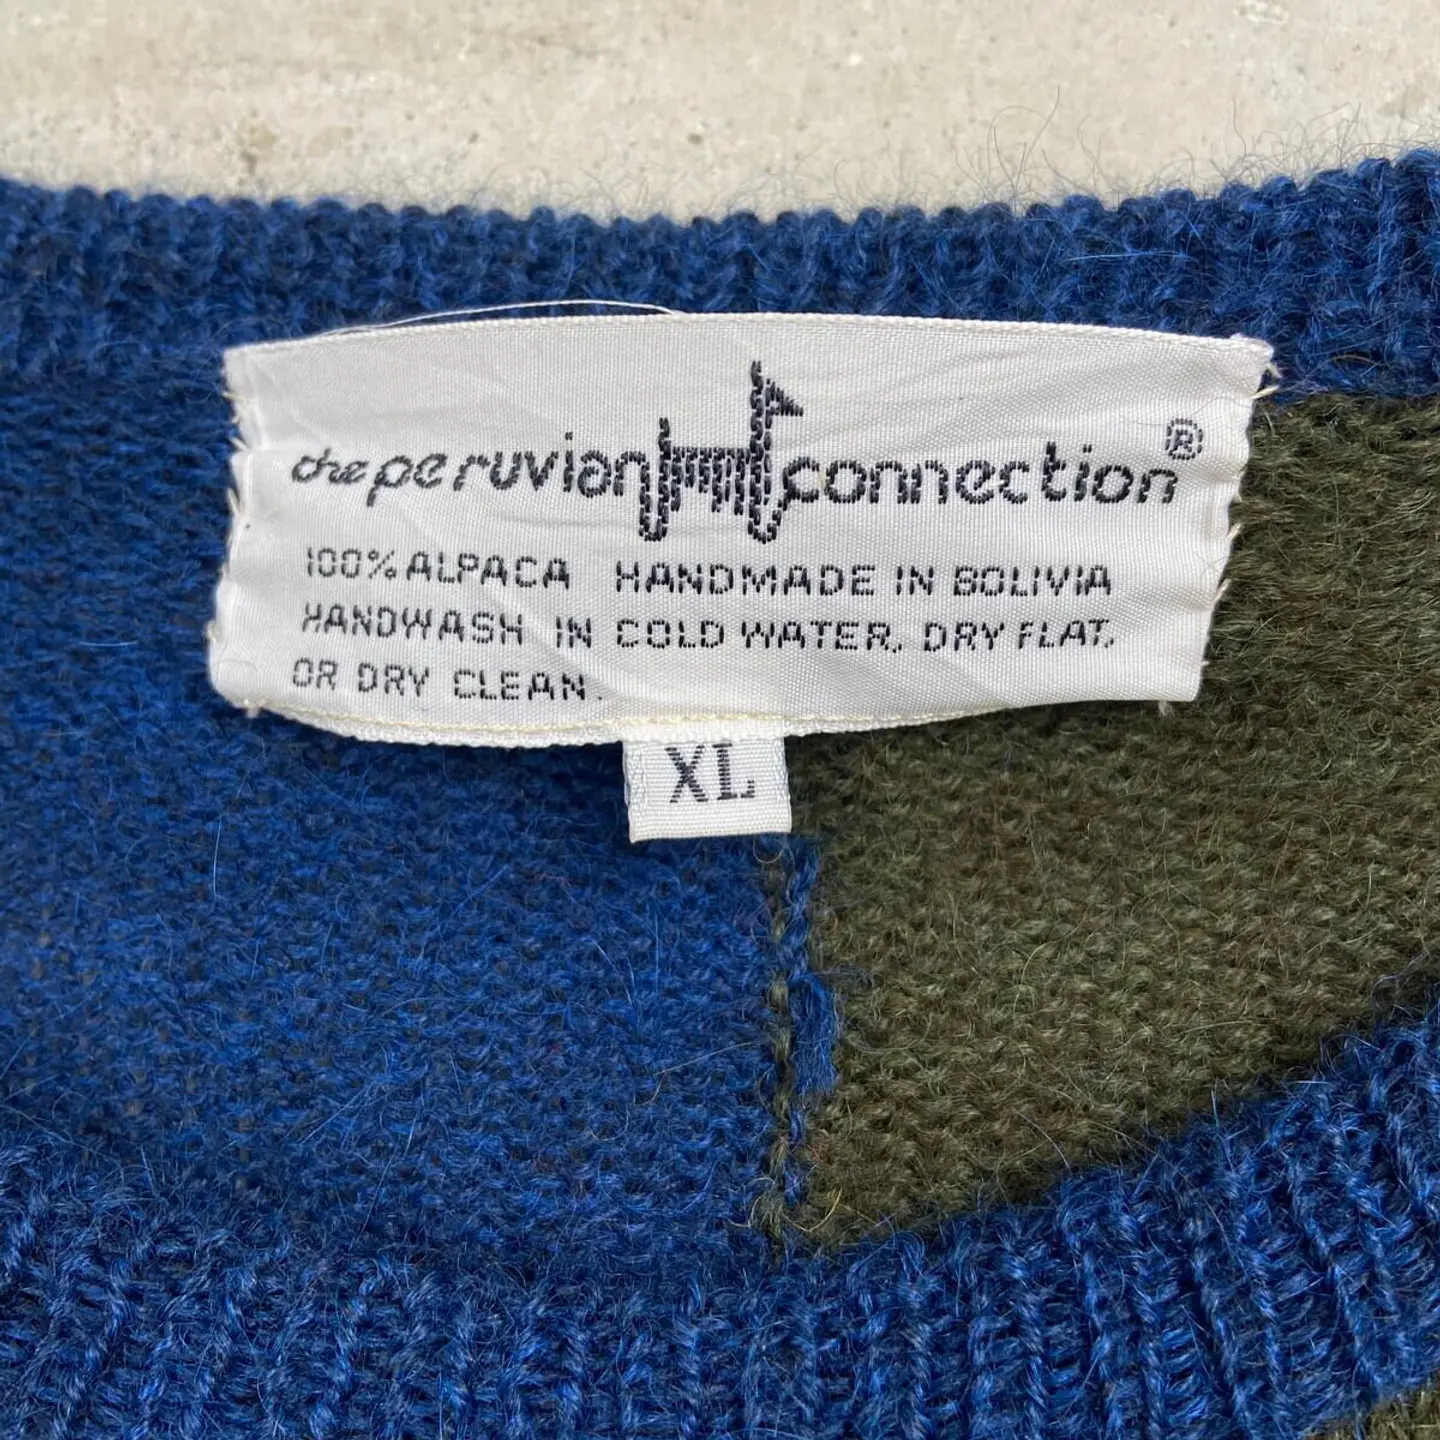 the peruvian connection®
100% ALPACA HANDMADE IN BOLIVIA
HANDWASH IN COLD WATER, DRY FLAT,
OR DRY CLEAN.
XL